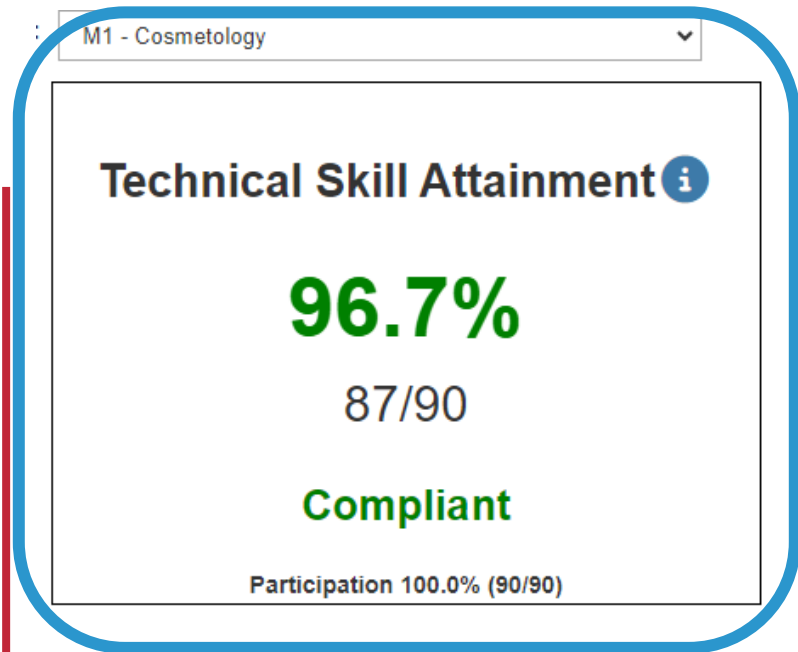 : M1 - Cosmetology
Technical Skill Attainment i
96.7%
87/90
Compliant
Participation 100.0% (90/90)